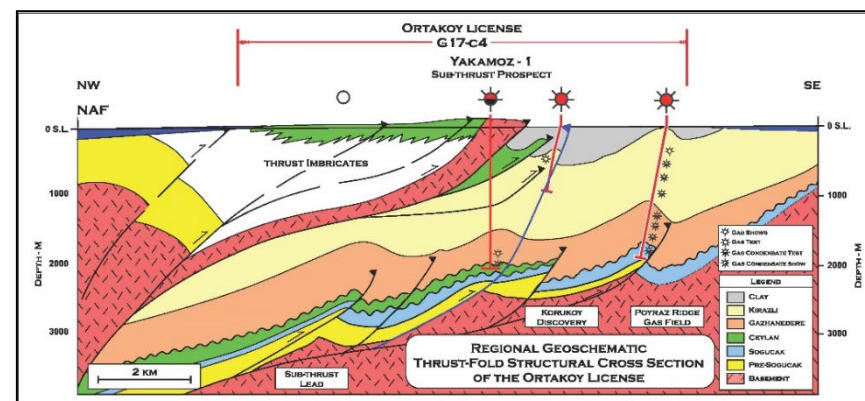 ORTAKOY LICENSE
G17-C4
YAKAMOZ - 1
SUB-THRUST PROSPECT
NW
SE
NAF
0 S.L.
0 S.L.
THRUST IMBRICATES
1000
1000
DEPTH - M
DEPTH - M
2000
2000
3000
3000
GAS SHOWS
GAS TEST
GAS CONDENSATE TEST
GAS CONDENSATE SHOW
LEGEND
CLAY
KIRAZLI
GAZHANEDERE
CEYLAN
SOGUCAK
PRE-SOGUCAK
BASEMENT
KORUKOY
DISCOVERY
POYRAZ RIDGE
GAS FIELD
REGIONAL GEOSCHEMATIC
THRUST-FOLD STRUCTURAL CROSS SECTION
OF THE ORTAKOY LICENSE
2 KM
SUB-THRUST
LEAD